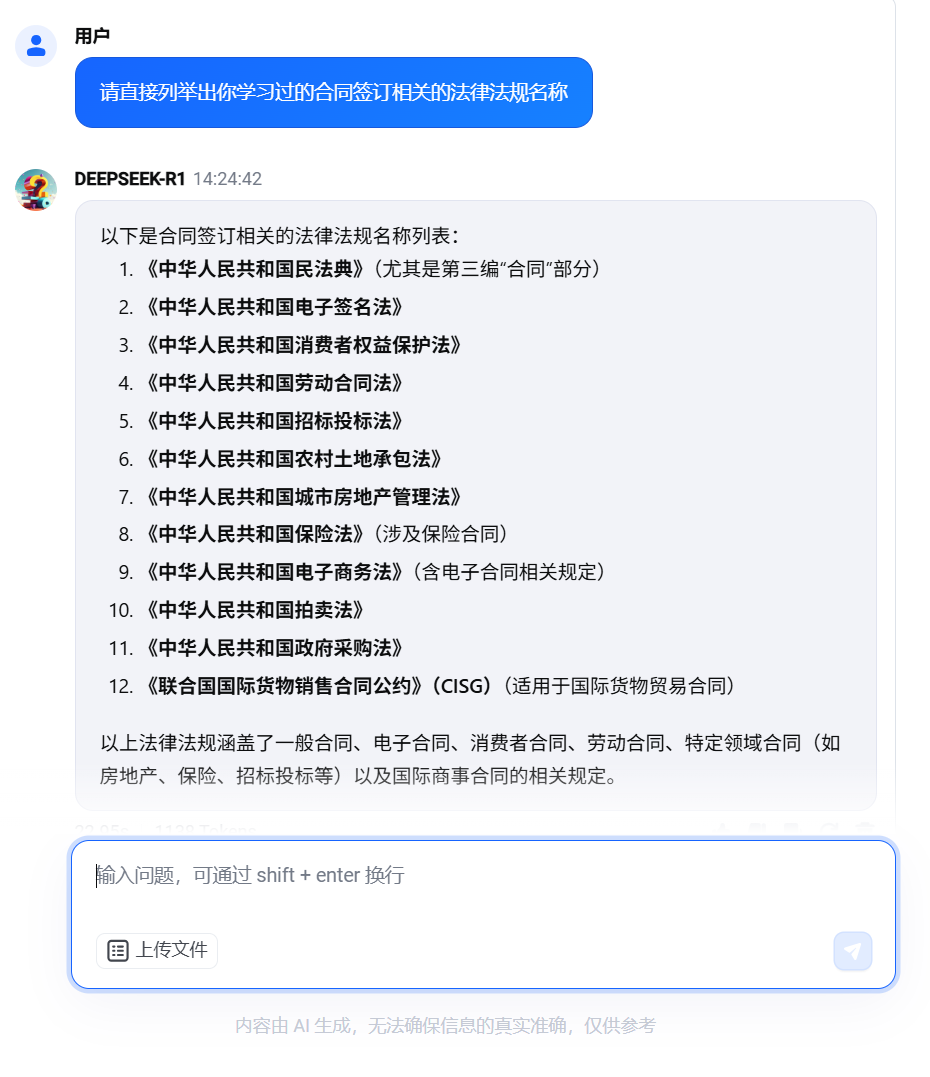 用户
请直接列举出你学习过的合同签订相关的法律法规名称
DEEPSEEK-R1 14:24:42
以下是合同签订相关的法律法规名称列表：
1. 《中华人民共和国民法典》（尤其是第三编“合同”部分）
2. 《中华人民共和国电子签名法》
3. 《中华人民共和国消费者权益保护法》
4. 《中华人民共和国劳动合同法》
5. 《中华人民共和国招标投标法》
6. 《中华人民共和国农村土地承包法》
7. 《中华人民共和国城市房地产管理法》
8. 《中华人民共和国保险法》（涉及保险合同）
9. 《中华人民共和国电子商务法》（含电子合同相关规定）
10. 《中华人民共和国拍卖法》
11. 《中华人民共和国政府采购法》
12. 《联合国国际货物销售合同公约》（CISG）（适用于国际货物贸易合同）
以上法律法规涵盖了一般合同、电子合同、消费者合同、劳动合同、特定领域合同（如
房地产、保险、招标投标等）以及国际商事合同的相关规定。
输入问题，可通过 shift + enter 换行
上传文件
内容由 AI 生成，无法确保信息的真实准确，仅供参考